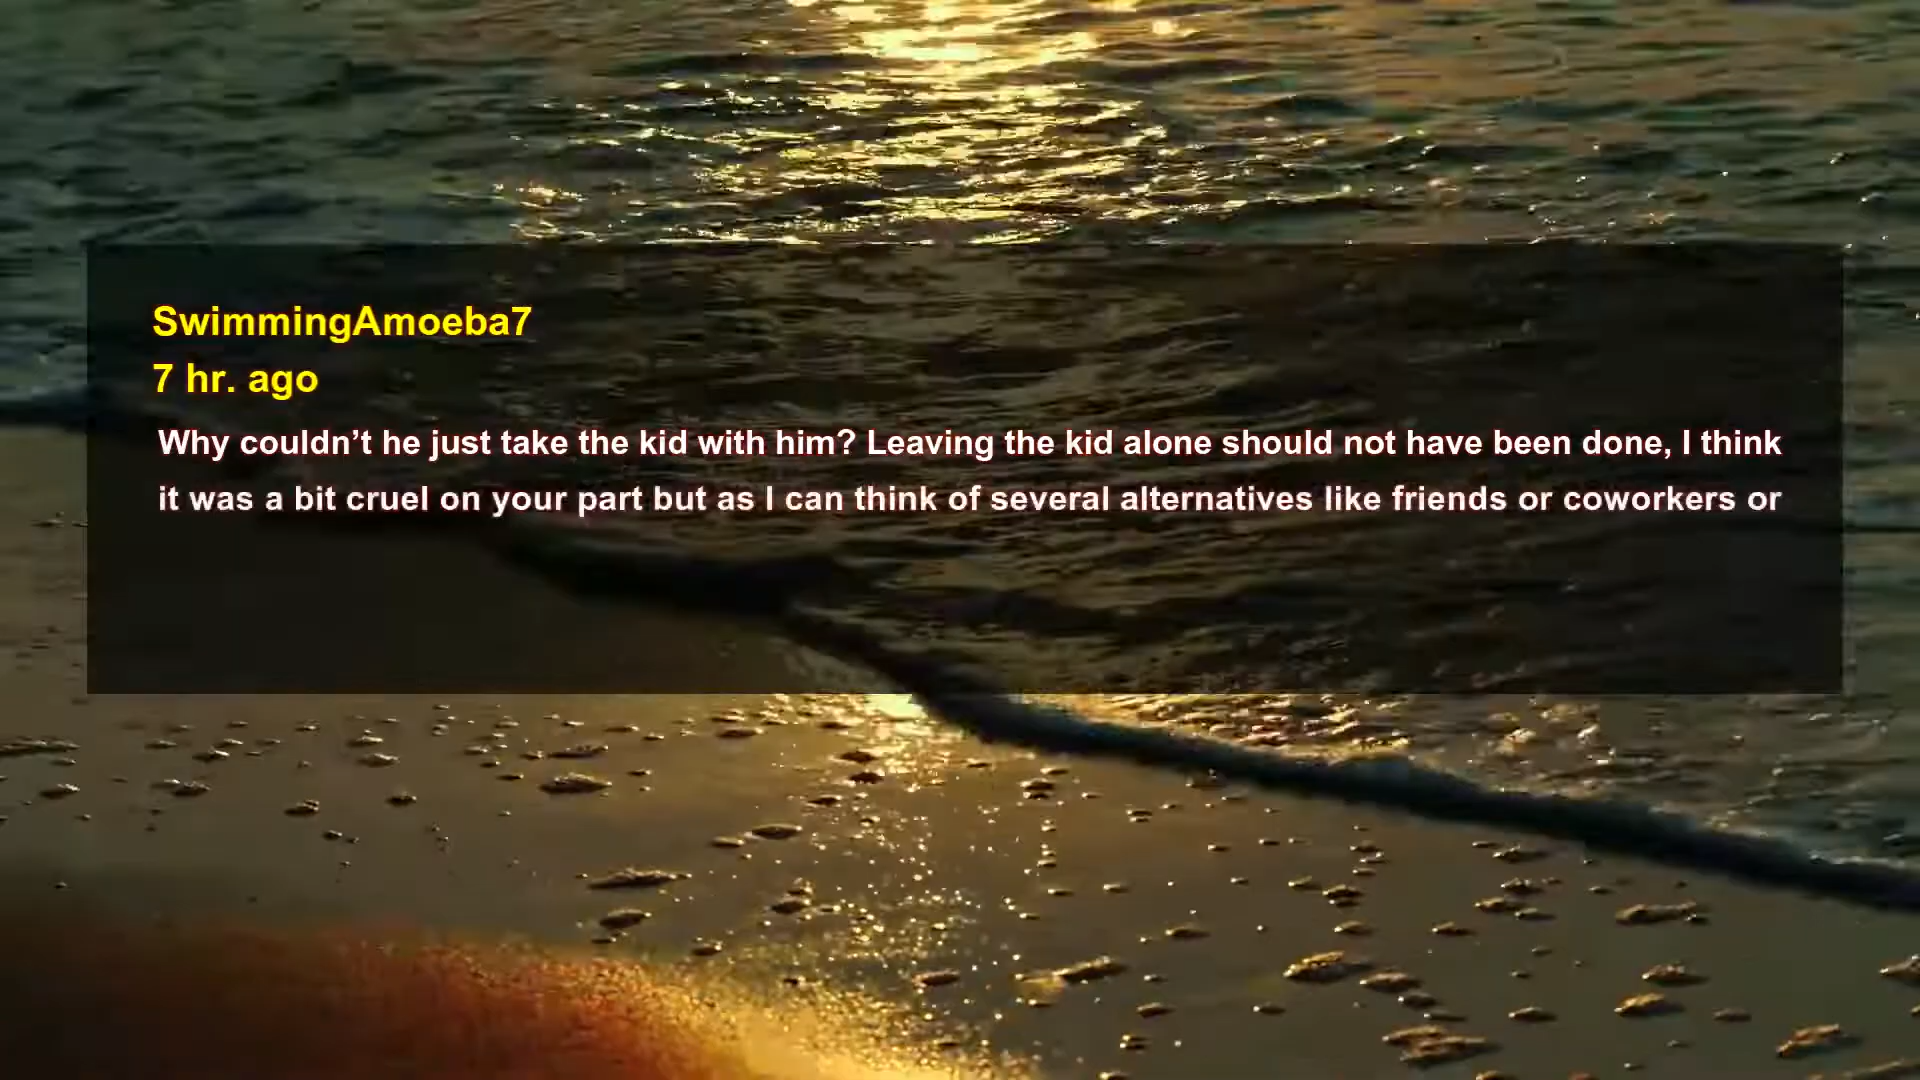 SwimmingAmoeba7
7 hr. ago
Why couldn’t he just take the kid with him? Leaving the kid alone should not have been done, I think
it was a bit cruel on your part but as I can think of several alternatives like friends or coworkers or